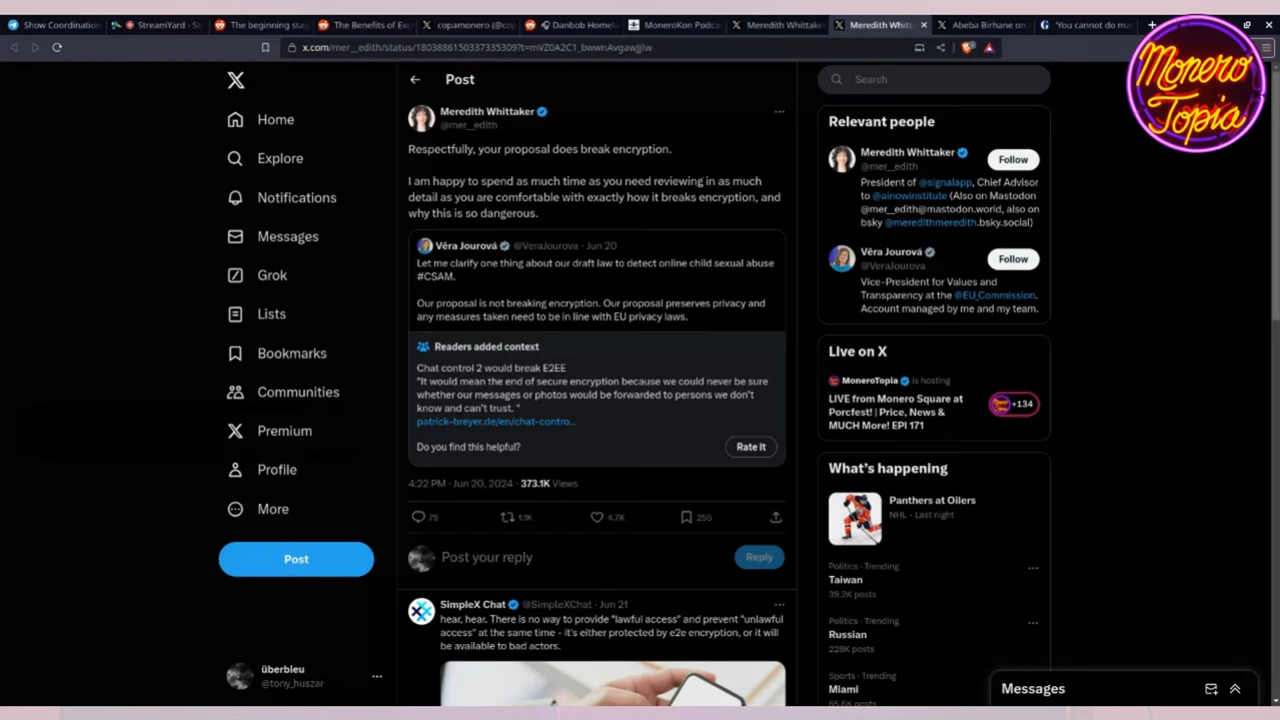 Show Coordination
StreamYard - S
The beginning stag
The Benefits of Ex
copamonero (@cop
Danbob Home
MoneroKon Podca
Meredith Whittake
Meredith Whitt
Abeba Birhane on
"You cannot do ma
x.com/mer__edith/status/1803886150337335309?t=mVZ0A2C1_bwwnAvgawjjlw
Monero
Topia
Home
Explore
Notifications
Messages
Grok
Lists
Bookmarks
Communities
Premium
Profile
More
Post
überbleu
@tony_huszar
Post
Meredith Whittaker
@mer__edith
Respectfully, your proposal does break encryption.
I am happy to spend as much time as you need reviewing in as much
detail as you are comfortable with exactly how it breaks encryption, and
why this is so dangerous.
Věra Jourová @VeraJourova · Jun 20
Let me clarify one thing about our draft law to detect online child sexual abuse
#CSAM.
Our proposal is not breaking encryption. Our proposal preserves privacy and
any measures taken need to be in line with EU privacy laws.
Readers added context
Chat control 2 would break E2EE
"It would mean the end of secure encryption because we could never be sure
whether our messages or photos would be forwarded to persons we don't
know and can't trust. "
patrick-breyer.de/en/chat-contro...
Do you find this helpful?
Rate it
4:22 PM · Jun 20, 2024 · 373.1K Views
79
1.1K
4.7K
255
Post your reply
Reply
SimpleX Chat @SimpleXChat · Jun 21
hear, hear. There is no way to provide "lawful access" and prevent "unlawful
access" at the same time - it's either protected by e2e encryption, or it will
be available to bad actors.
Search
Relevant people
Meredith Whittaker
@mer__edith
Follow
President of @signalapp, Chief Advisor
to @ainowinstitute (Also on Mastodon
@mer__edith@mastodon.world, also on
bsky @meredithmeredith.bsky.social)
Věra Jourová
@VeraJourova
Follow
Vice-President for Values and
Transparency at the @EU_Commission,
Account managed by me and my team.
Live on X
MoneroTopia is hosting
LIVE from Monero Square at
Porcfest! | Price, News &
MUCH More! EPI 171
+134
What's happening
Panthers at Oilers
NHL · Last night
Politics · Trending
Taiwan
39.2K posts
Politics · Trending
Russian
228K posts
Sports · Trending
Miami
65.6K posts
Messages